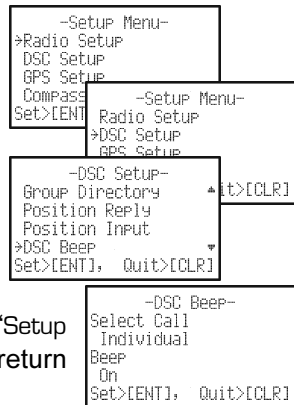 -Setup Menu-
→Radio Setup
DSC Setup
GPS Setup
Compass
Set>[ENT
-Setup Menu-
Radio Setup
→DSC Setup
GPS Setup
it>[CLR]
-DSC Setup-
Group Directory ▲
Position Reply
Position Input
→DSC Beep ▼
Set>[ENT], Quit>[CLR]
-DSC Beep-
Select Call
Individual
Beep
On
Set>[ENT], Quit>[CLR]
"Setup
return